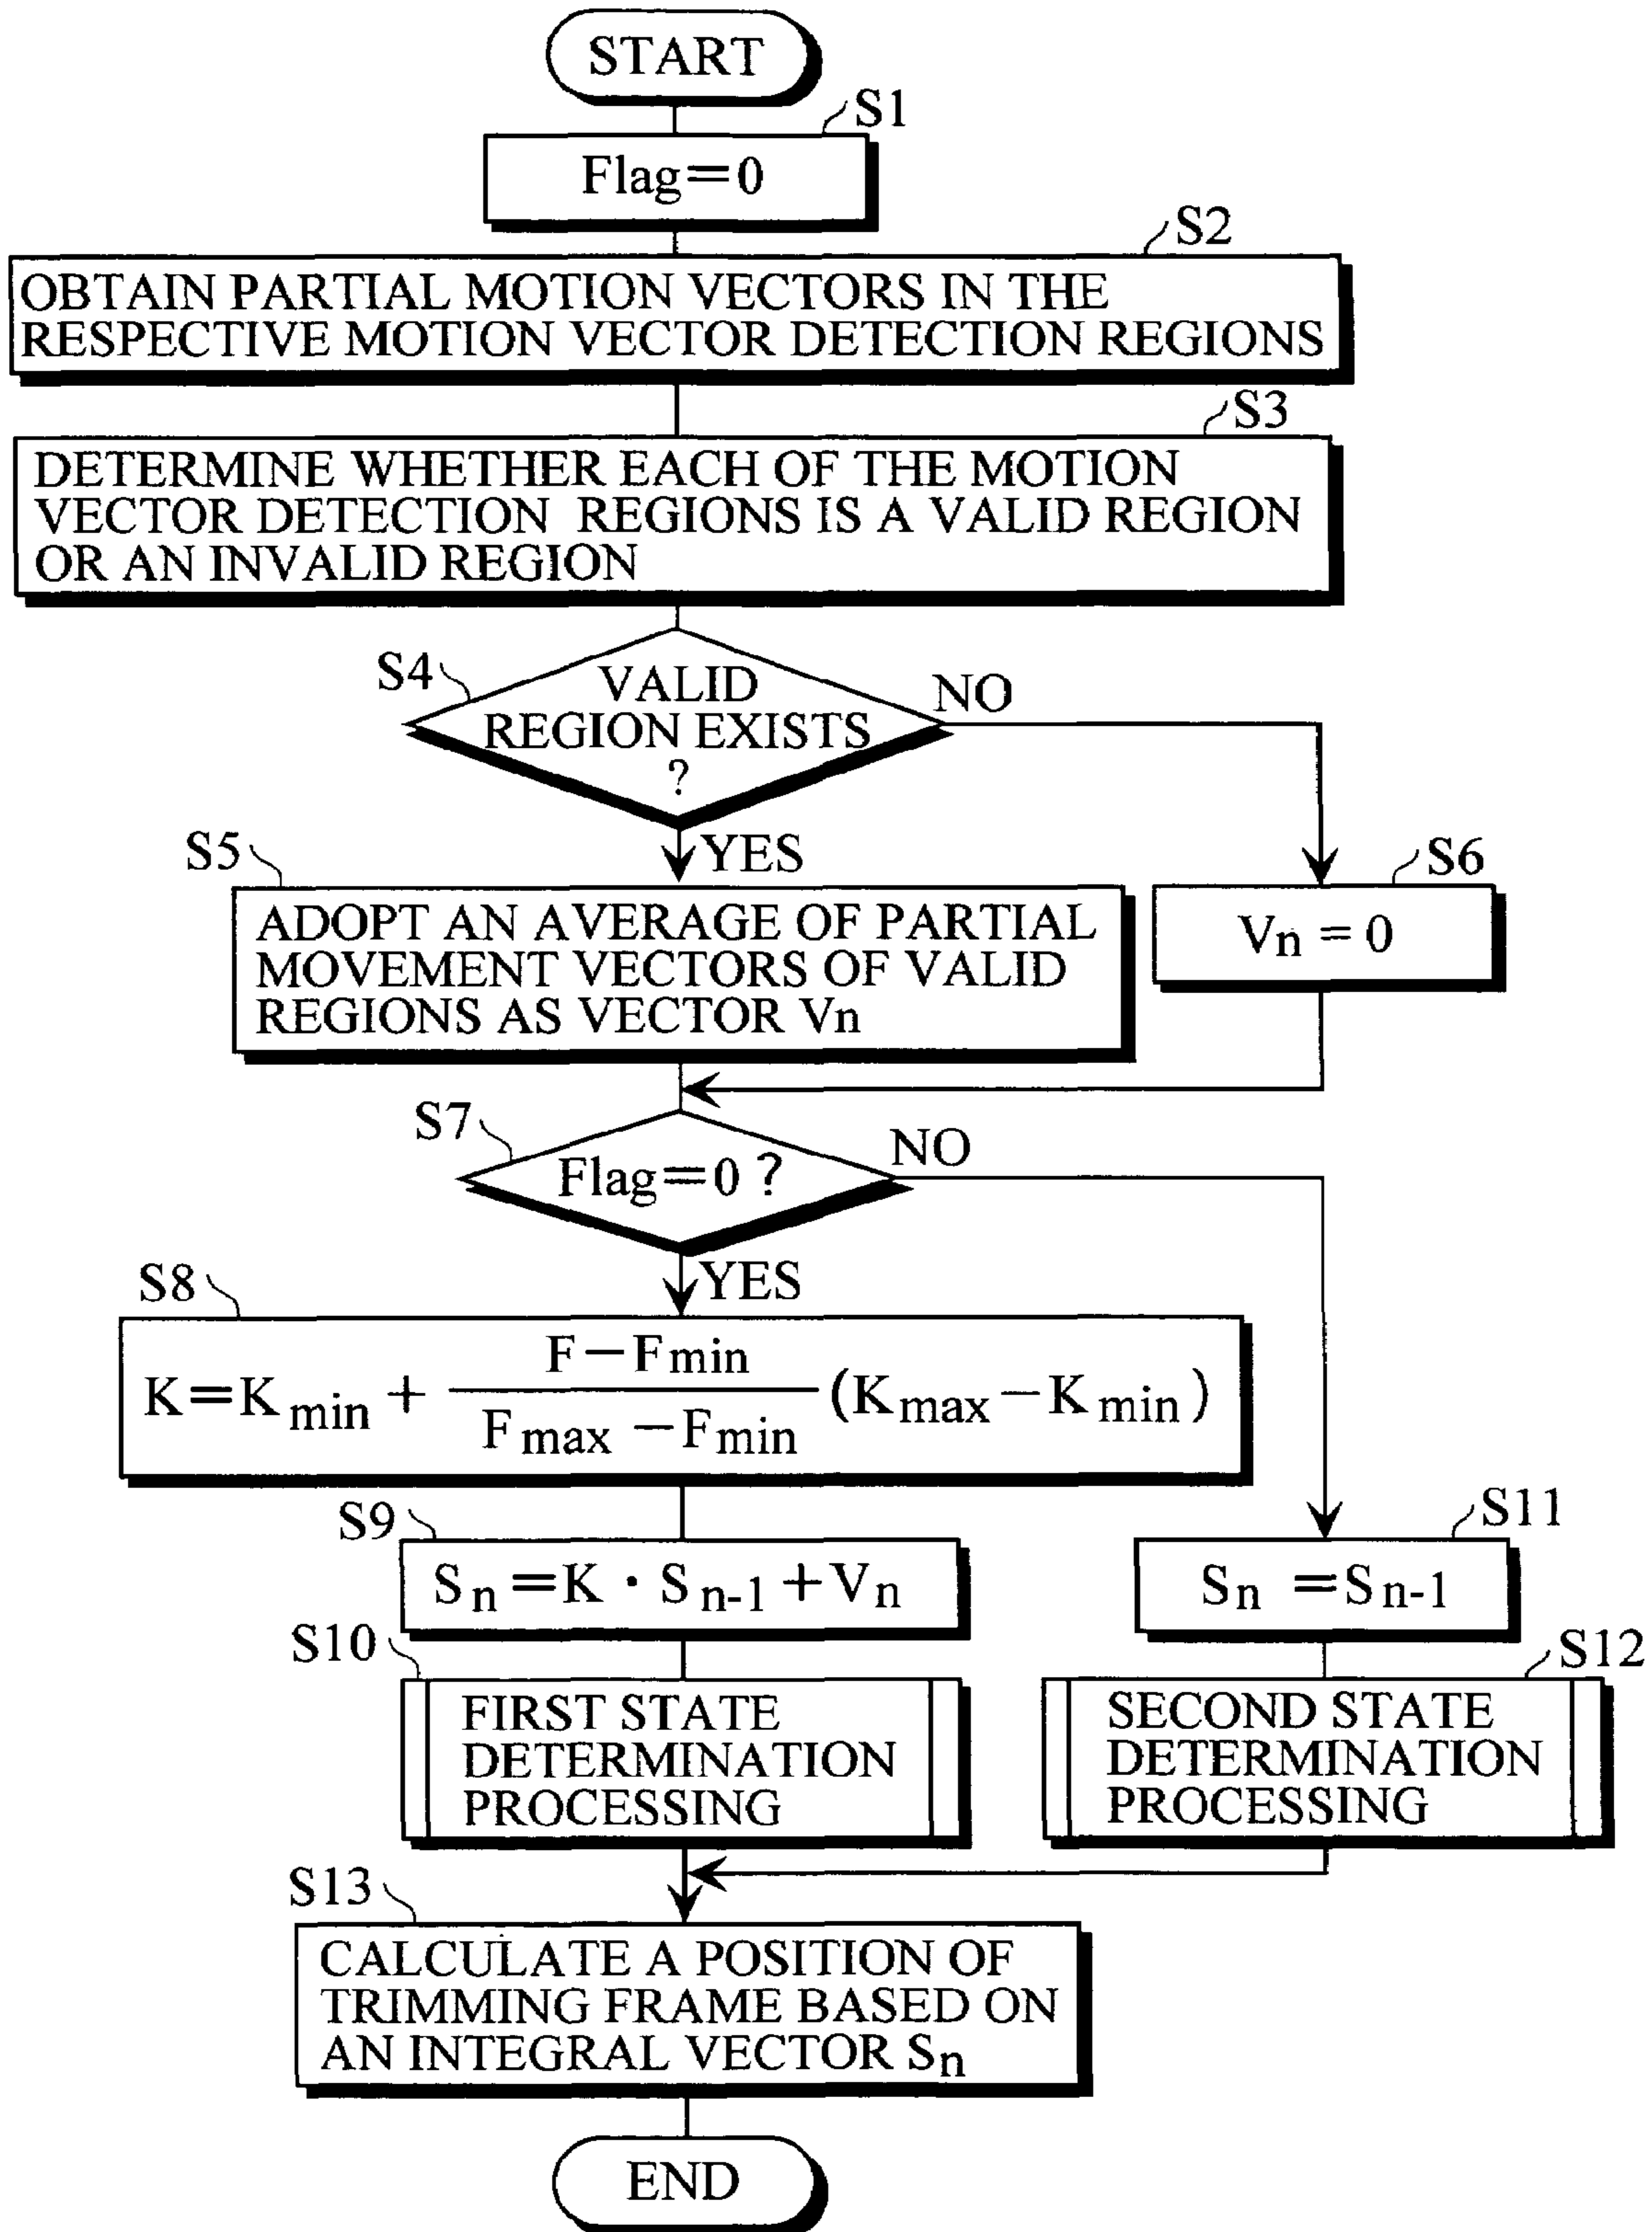 START
S1
Flag=0
S2
OBTAIN PARTIAL MOTION VECTORS IN THE
RESPECTIVE MOTION VECTOR DETECTION REGIONS
S3
DETERMINE WHETHER EACH OF THE MOTION
VECTOR DETECTION REGIONS IS A VALID REGION
OR AN INVALID REGION
S4
VALID
REGION EXISTS
?
NO
YES
S5
ADOPT AN AVERAGE OF PARTIAL
MOVEMENT VECTORS OF VALID
REGIONS AS VECTOR Vn
S6
Vn = 0
S7
Flag=0 ?
NO
YES
S8
K=Kmin + (F-Fmin)/(Fmax-Fmin) (Kmax-Kmin)
S9
Sn=K · Sn-1+Vn
S11
Sn =Sn-1
S10
FIRST STATE
DETERMINATION
PROCESSING
S12
SECOND STATE
DETERMINATION
PROCESSING
S13
CALCULATE A POSITION OF
TRIMMING FRAME BASED ON
AN INTEGRAL VECTOR Sn
END